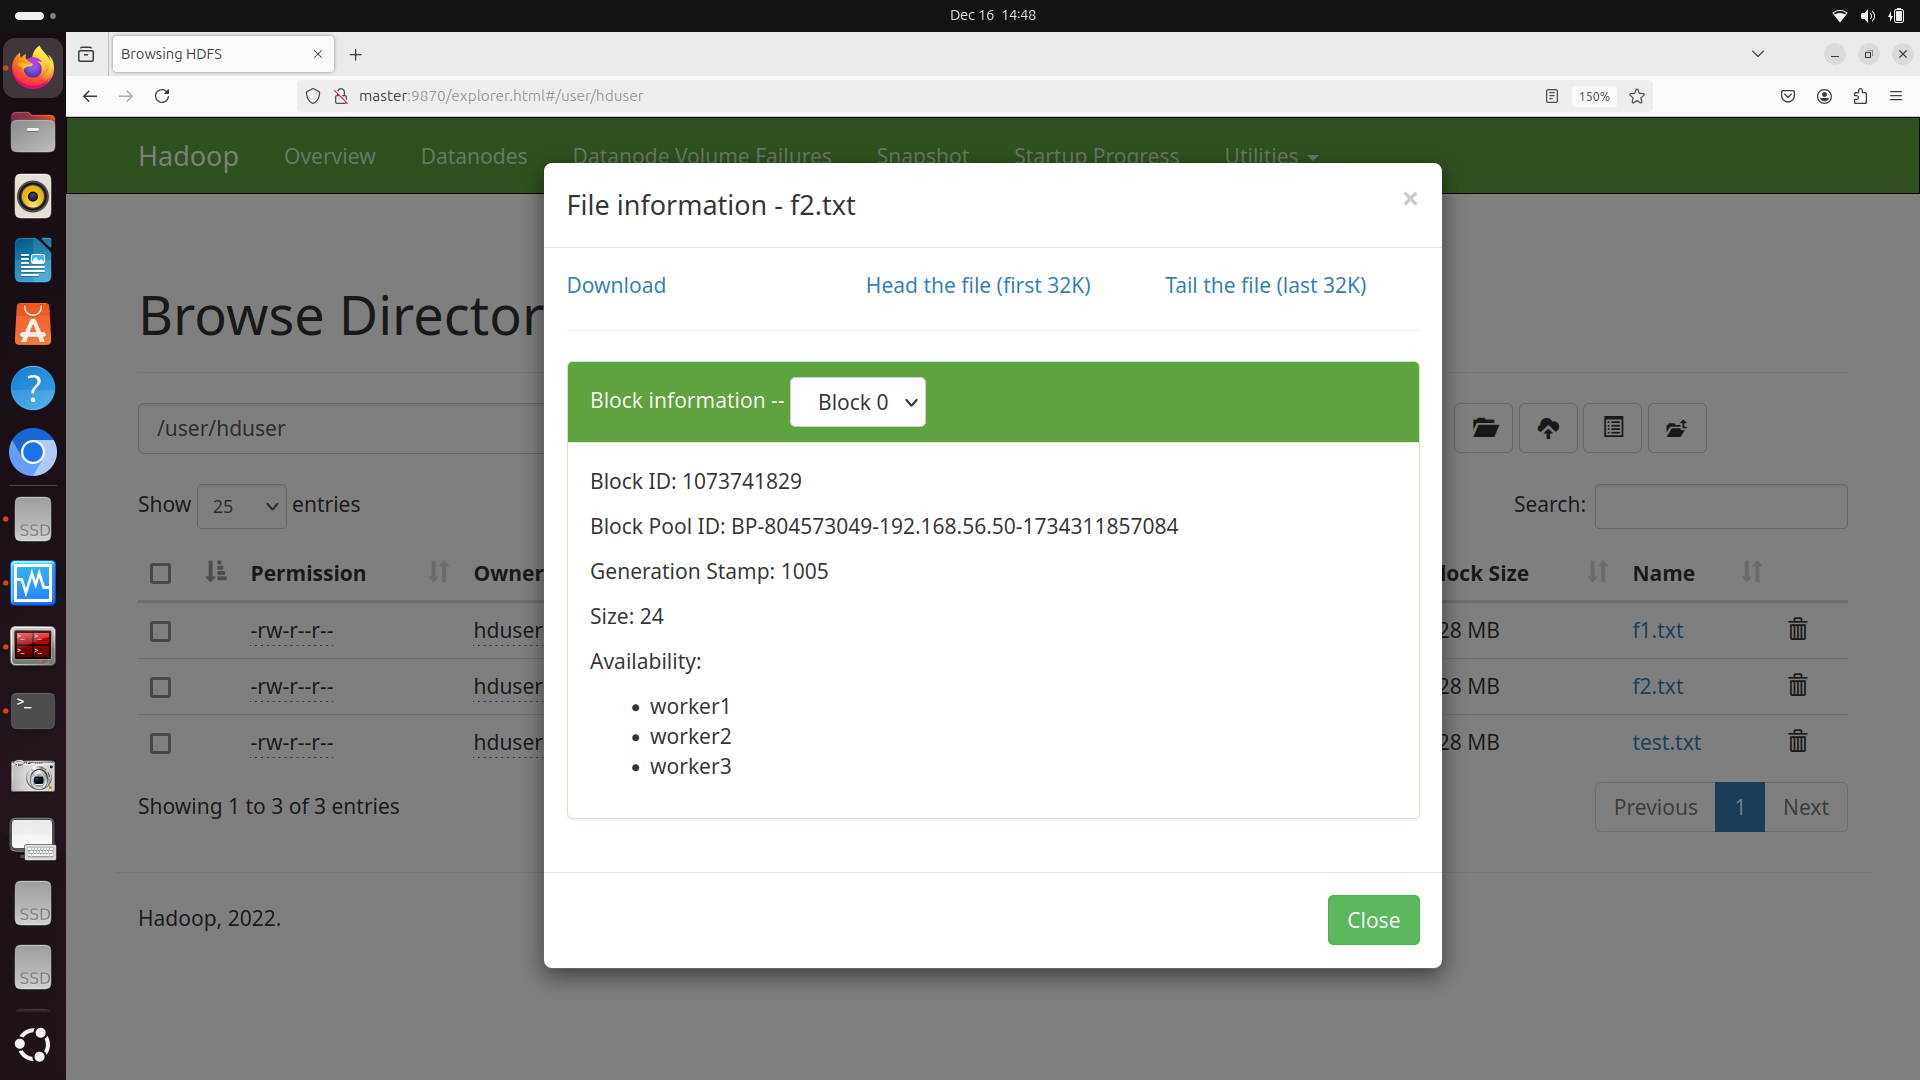 Dec 16 14:48
Browsing HDFS
master:9870/explorer.html#/user/hduser
150%
Hadoop Overview Datanodes Datanode Volume Failures Snapshot Startup Progress Utilities
File information - f2.txt
×
Download Head the file (first 32K) Tail the file (last 32K)
Browse Director
Block information -- Block 0
/user/hduser
Block ID: 1073741829
Show 25 entries
Search:
Block Pool ID: BP-804573049-192.168.56.50-1734311857084
Permission Owner lock Size Name
Generation Stamp: 1005
Size: 24
-rw-r--r-- hduser 28 MB f1.txt
Availability:
-rw-r--r-- hduser 28 MB f2.txt
• worker1
• worker2
-rw-r--r-- hduser 28 MB test.txt
• worker3
Showing 1 to 3 of 3 entries
Previous 1 Next
Hadoop, 2022.
Close
SSD
SSD
SSD